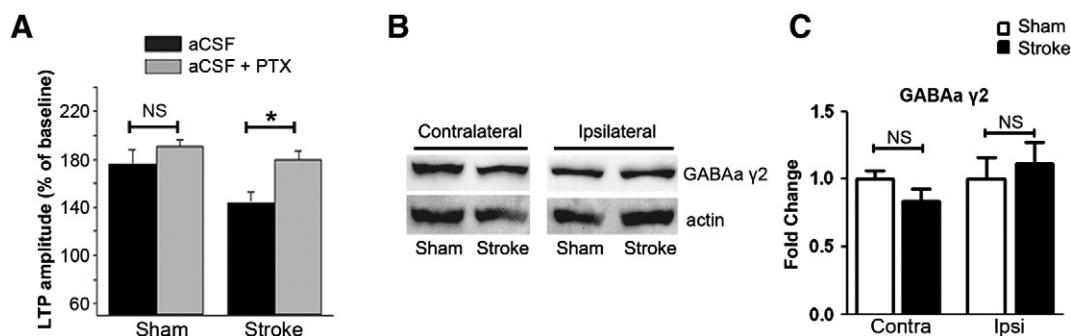 A
aCSF
aCSF + PTX
LTP amplitude (% of baseline)
220
180
140
100
60
NS
*
Sham
Stroke
B
Contralateral
Ipsilateral
GABAa γ2
actin
Sham
Stroke
Sham
Stroke
C
Sham
Stroke
GABAa γ2
Fold Change
1.5
1.0
0.5
0.0
NS
NS
Contra
Ipsi